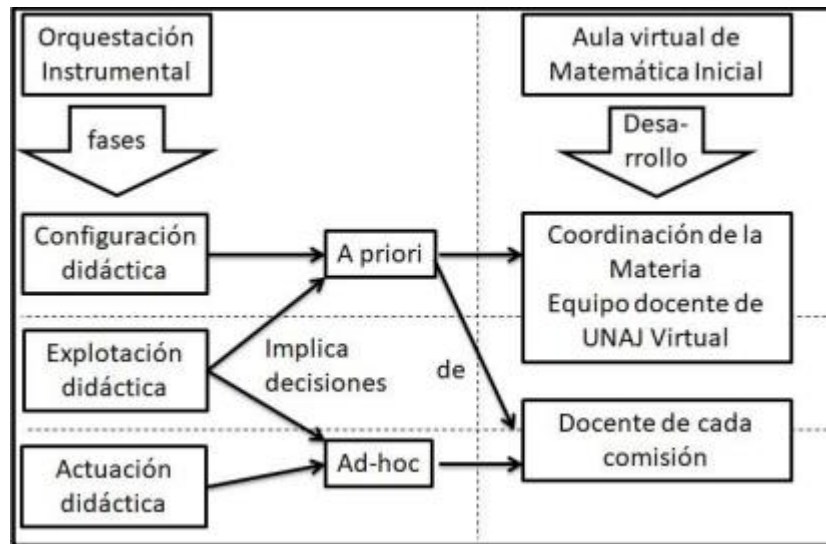 Orquestación
Instrumental
fases
Configuración
didáctica
Explotación
didáctica
Actuación
didáctica
A priori
Implica
decisiones
de
Ad-hoc
Aula virtual de
Matemática Inicial
Desa-
rrollo
Coordinación de la
Materia
Equipo docente de
UNAJ Virtual
Docente de cada
comisión